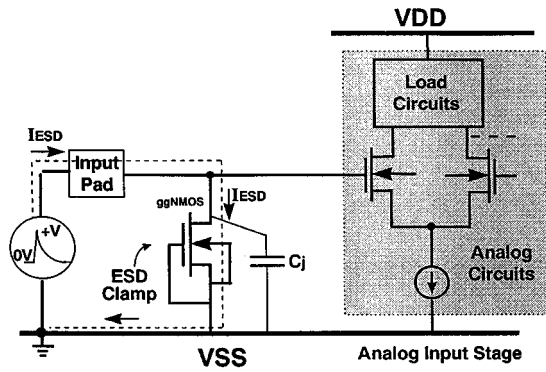 VDD
Load
Circuits
IESD
Input
Pad
IESD
ggNMOS
+V
0V
ESD
Clamp
Cj
Analog
Circuits
VSS
Analog Input Stage